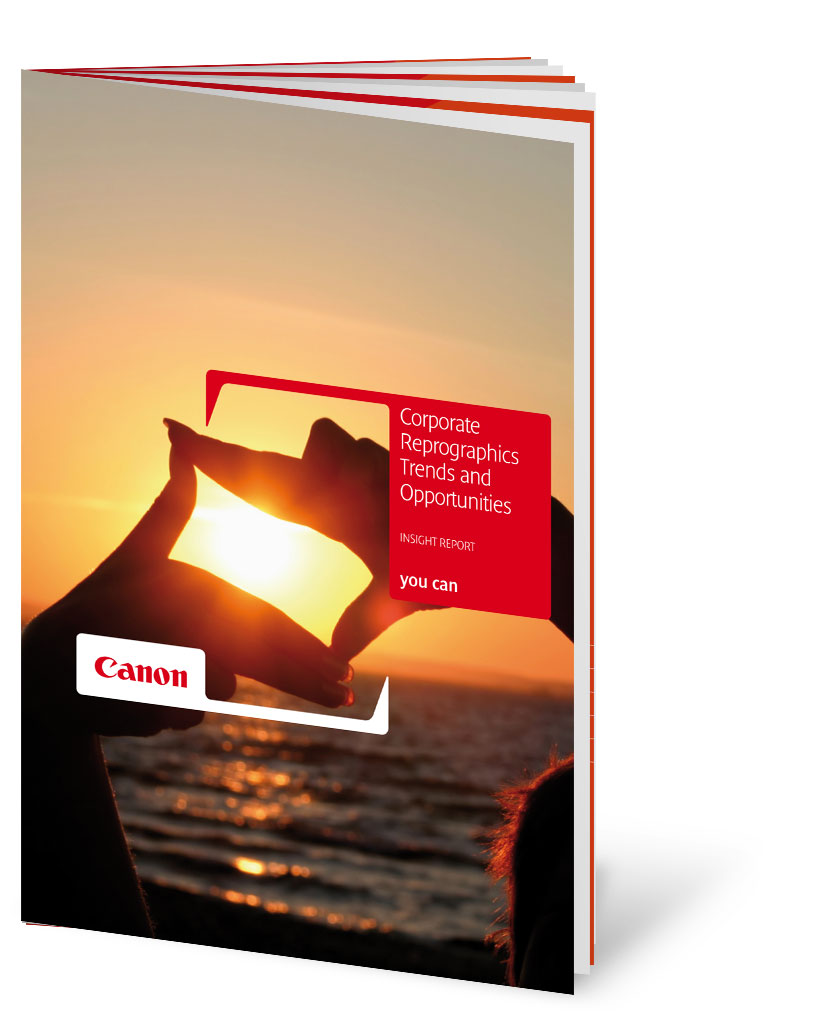 Corporate
Reprographics
Trends and
Opportunities
INSIGHT REPORT
you can
Canon